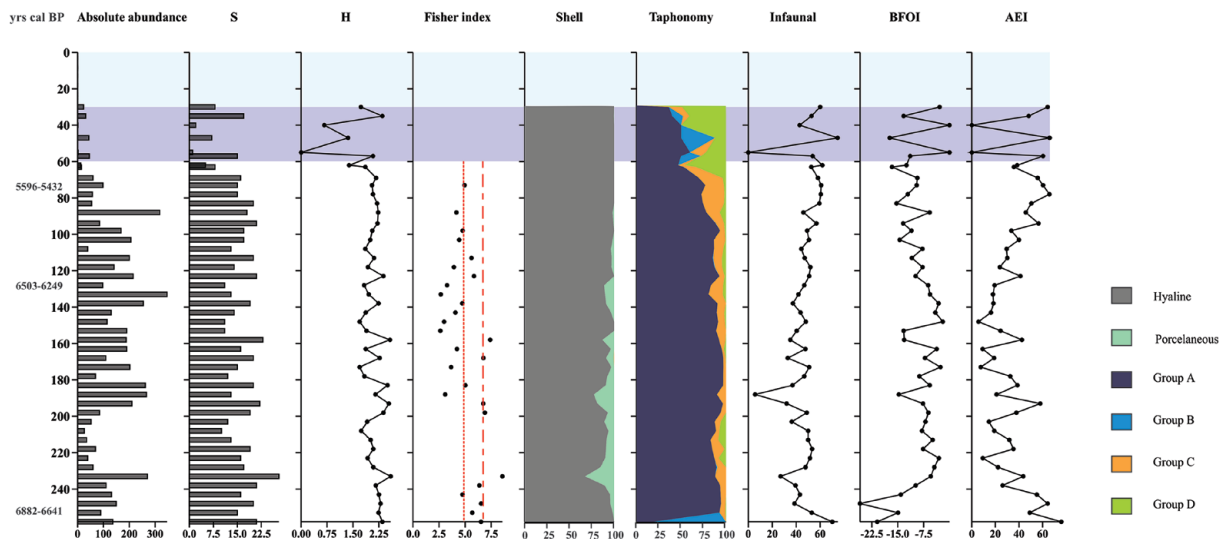 yrs cal BP Absolute abundance S H Fisher index Shell Taphonomy Infaunal BFOI AEI
0
20
40
60
5596-5432
80
100
120
6503-6249
140
160
180
200
220
240
6882-6641
0 100 200 300 0.0 7.5 15.0 22.5 0.00 0.75 1.50 2.25 0.0 2.5 5.0 7.5 0 25 50 75 100 0 25 50 75 100 0 20 40 60 -22.5 -15.0 -7.5 0 20 40 60
Hyaline
Porcelaneous
Group A
Group B
Group C
Group D